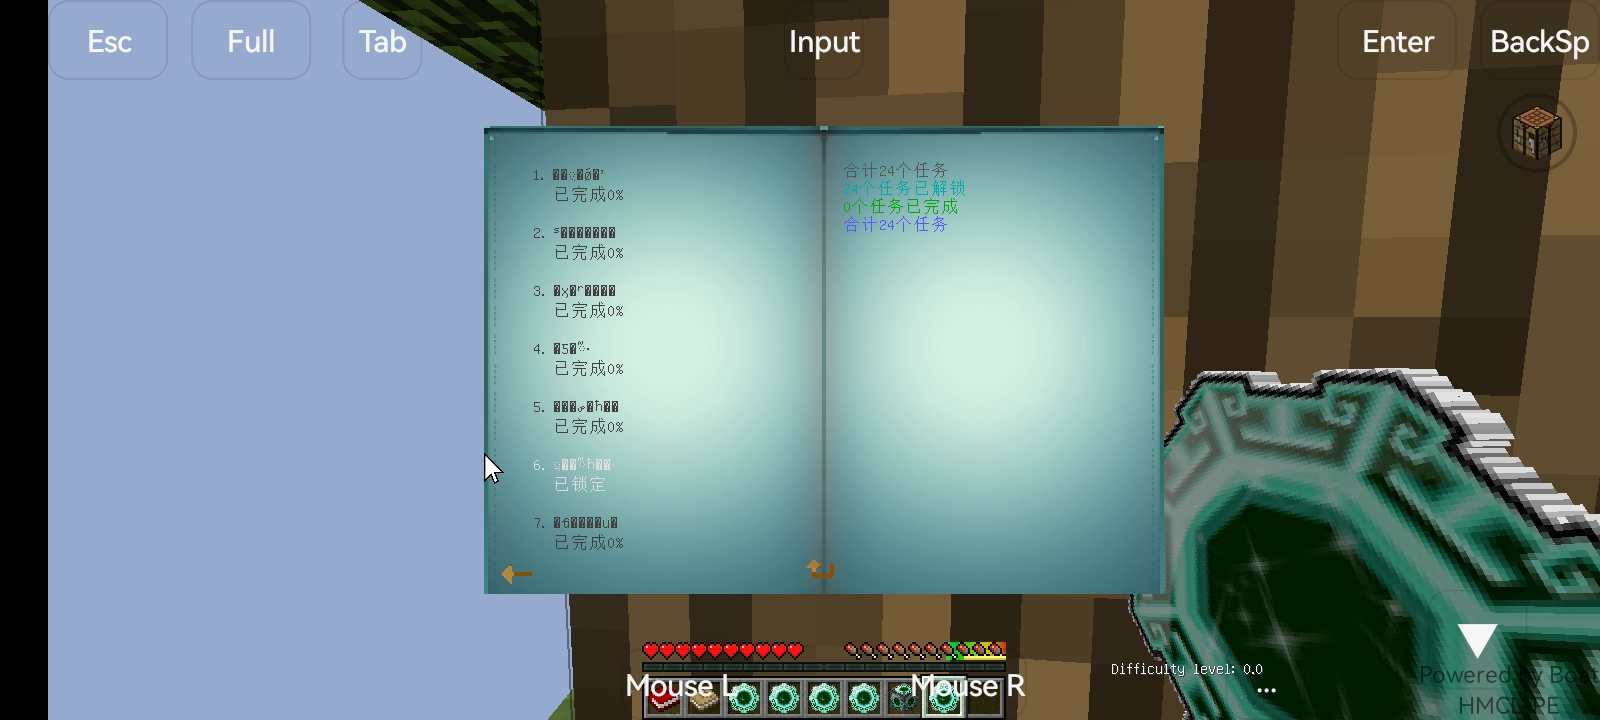 Esc
Full
Tab
Input
Enter
BackSp
1.
已完成0%
2.
已完成0%
3.
已完成0%
4.
已完成0%
5.
已完成0%
6.
已锁定
7.
已完成0%
合计24个任务
24个任务已解锁
0个任务已完成
合计24个任务
Difficulty level: 0.0
Mouse L
Mouse R
...
Powered by